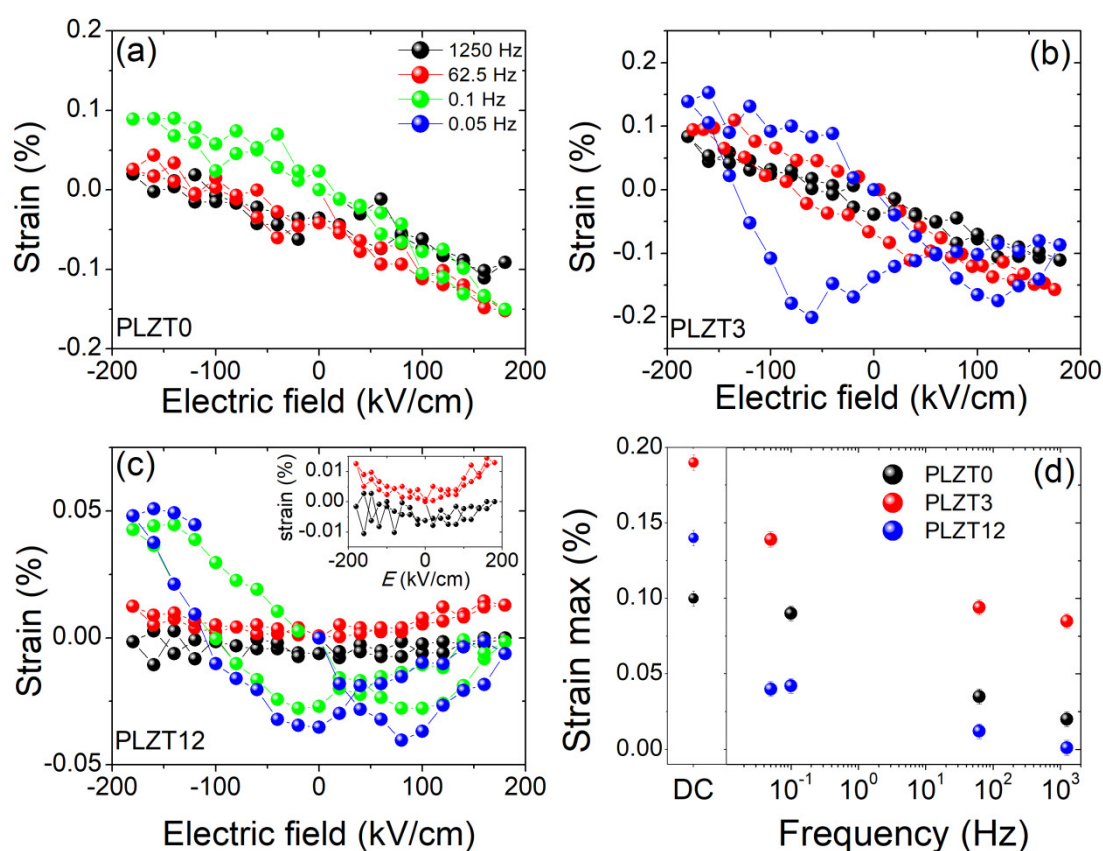 (a)
1250 Hz
62.5 Hz
0.1 Hz
0.05 Hz
PLZT0
0.2
0.1
0.0
-0.1
-0.2
Strain (%)
-200 -100 0 100 200
Electric field (kV/cm)
(b)
PLZT3
0.2
0.1
0.0
-0.1
-0.2
Strain (%)
-200 -100 0 100 200
Electric field (kV/cm)
(c)
PLZT12
0.05
0.00
-0.05
Strain (%)
-200 -100 0 100 200
Electric field (kV/cm)
0.01
0.00
-0.01
strain (%)
-200 0 200
E (kV/cm)
(d)
PLZT0
PLZT3
PLZT12
0.20
0.15
0.10
0.05
0.00
Strain max (%)
DC 10⁻¹ 10⁰ 10¹ 10² 10³
Frequency (Hz)